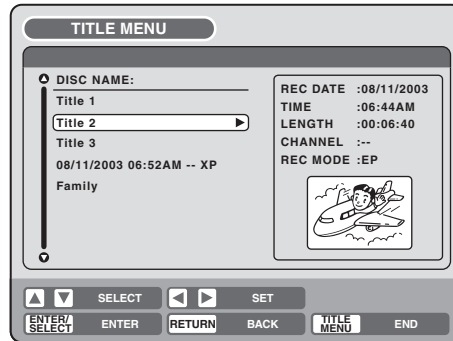 TITLE MENU
DISC NAME:
Title 1
Title 2
Title 3
08/11/2003 06:52AM -- XP
Family
REC DATE :08/11/2003
TIME :06:44AM
LENGTH :00:06:40
CHANNEL :--
REC MODE :EP
SELECT SET
ENTER/SELECT ENTER RETURN BACK TITLE MENU END